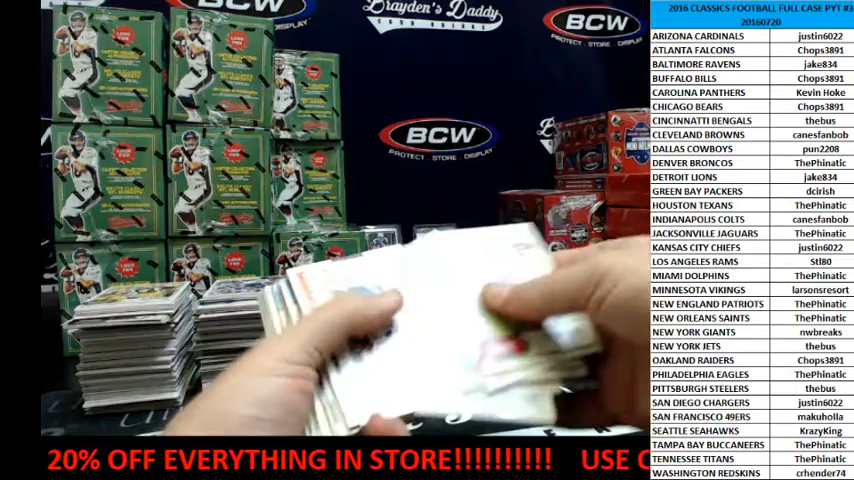 2016 CLASSICS FOOTBALL FULL CASE PYT #3
20160720
ARIZONA CARDINALS justin6022
ATLANTA FALCONS Chops3891
BALTIMORE RAVENS jake834
BUFFALO BILLS Chops3891
CAROLINA PANTHERS Kevin Hoke
CHICAGO BEARS Chops3891
CINCINNATI BENGALS thebus
CLEVELAND BROWNS canesfanbob
DALLAS COWBOYS pun2208
DENVER BRONCOS ThePhinatic
DETROIT LIONS jake834
GREEN BAY PACKERS dcirish
HOUSTON TEXANS ThePhinatic
INDIANAPOLIS COLTS canesfanbob
JACKSONVILLE JAGUARS ThePhinatic
KANSAS CITY CHIEFS justin6022
LOS ANGELES RAMS Stl80
MIAMI DOLPHINS ThePhinatic
MINNESOTA VIKINGS larsonsresort
NEW ENGLAND PATRIOTS ThePhinatic
NEW ORLEANS SAINTS ThePhinatic
NEW YORK GIANTS nwbreaks
NEW YORK JETS thebus
OAKLAND RAIDERS Chops3891
PHILADELPHIA EAGLES ThePhinatic
PITTSBURGH STEELERS thebus
SAN DIEGO CHARGERS justin6022
SAN FRANCISCO 49ERS makuholla
SEATTLE SEAHAWKS KrazyKing
TAMPA BAY BUCCANEERS ThePhinatic
TENNESSEE TITANS ThePhinatic
WASHINGTON REDSKINS crhender74
Brayden's Daddy
BCW
PROTECT . STORE . DISPLAY
BCW
PROTECT . STORE . DISPLAY
20% OFF EVERYTHING IN STORE!!!!!!!!!! USE